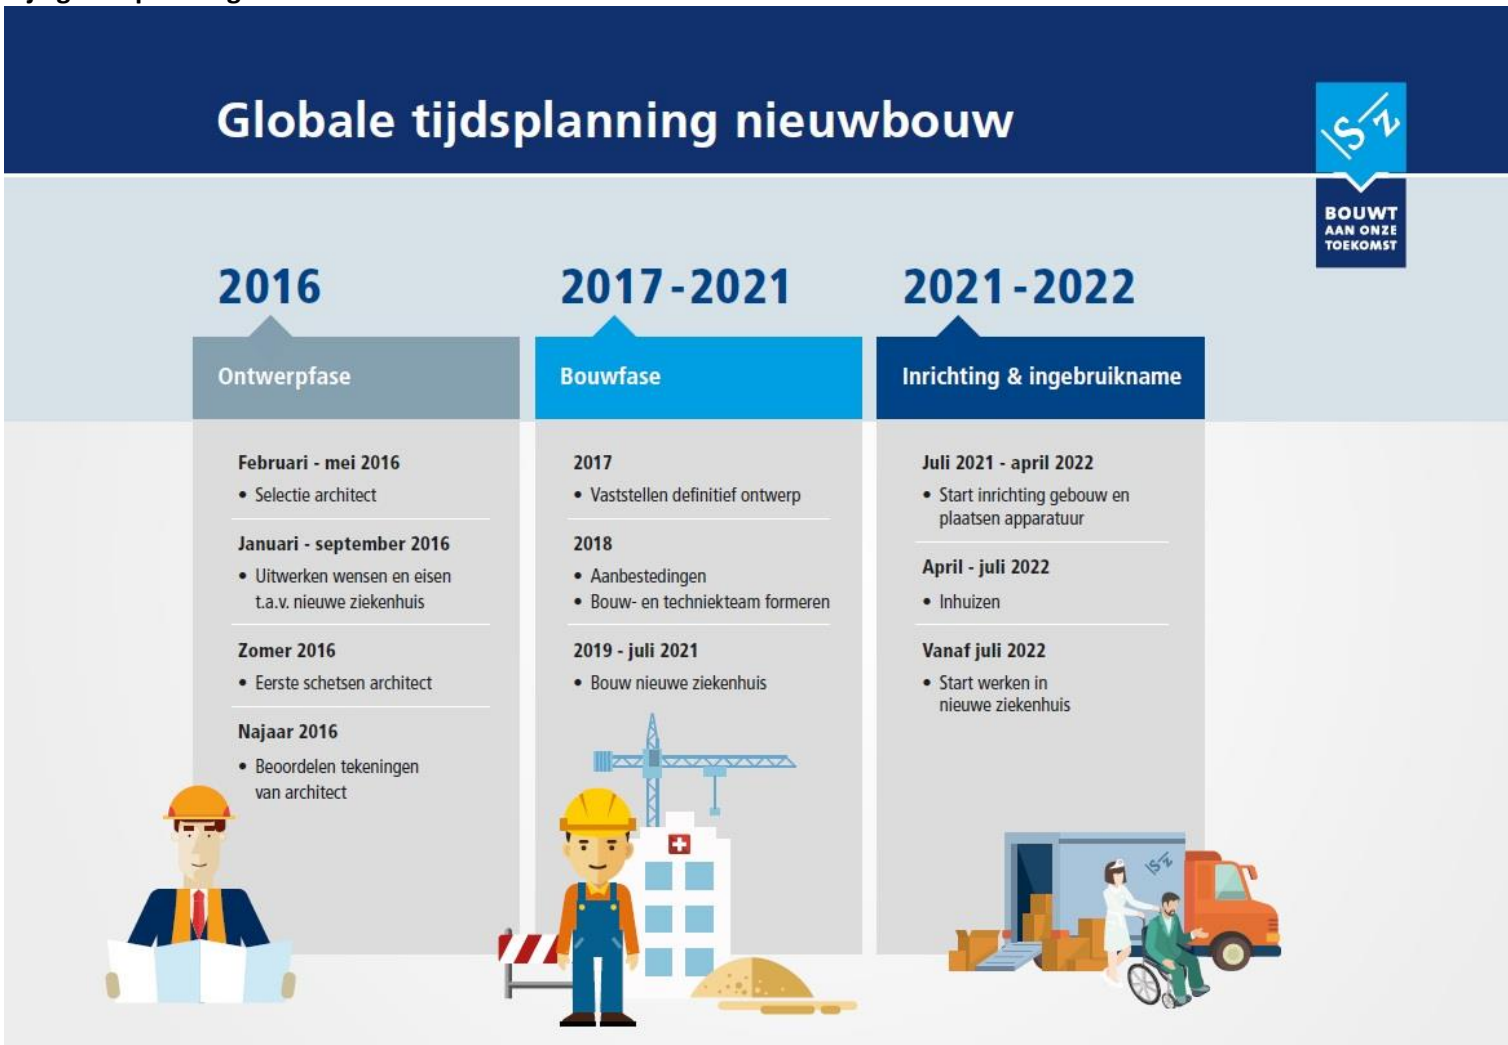 Globale tijdsplanning nieuwbouw
ISZ
BOUWT
AAN ONZE
TOEKOMST
2016
Ontwerpfase
Februari - mei 2016
• Selectie architect
Januari - september 2016
• Uitwerken wensen en eisen
t.a.v. nieuwe ziekenhuis
Zomer 2016
• Eerste schetsen architect
Najaar 2016
• Beoordelen tekeningen
van architect
2017-2021
Bouwfase
2017
• Vaststellen definitief ontwerp
2018
• Aanbestedingen
• Bouw- en techniekteam formeren
2019 - juli 2021
• Bouw nieuwe ziekenhuis
2021-2022
Inrichting & ingebruikname
Juli 2021 - april 2022
• Start inrichting gebouw en
plaatsen apparatuur
April - juli 2022
• Inhuizen
Vanaf juli 2022
• Start werken in
nieuwe ziekenhuis
ISZ